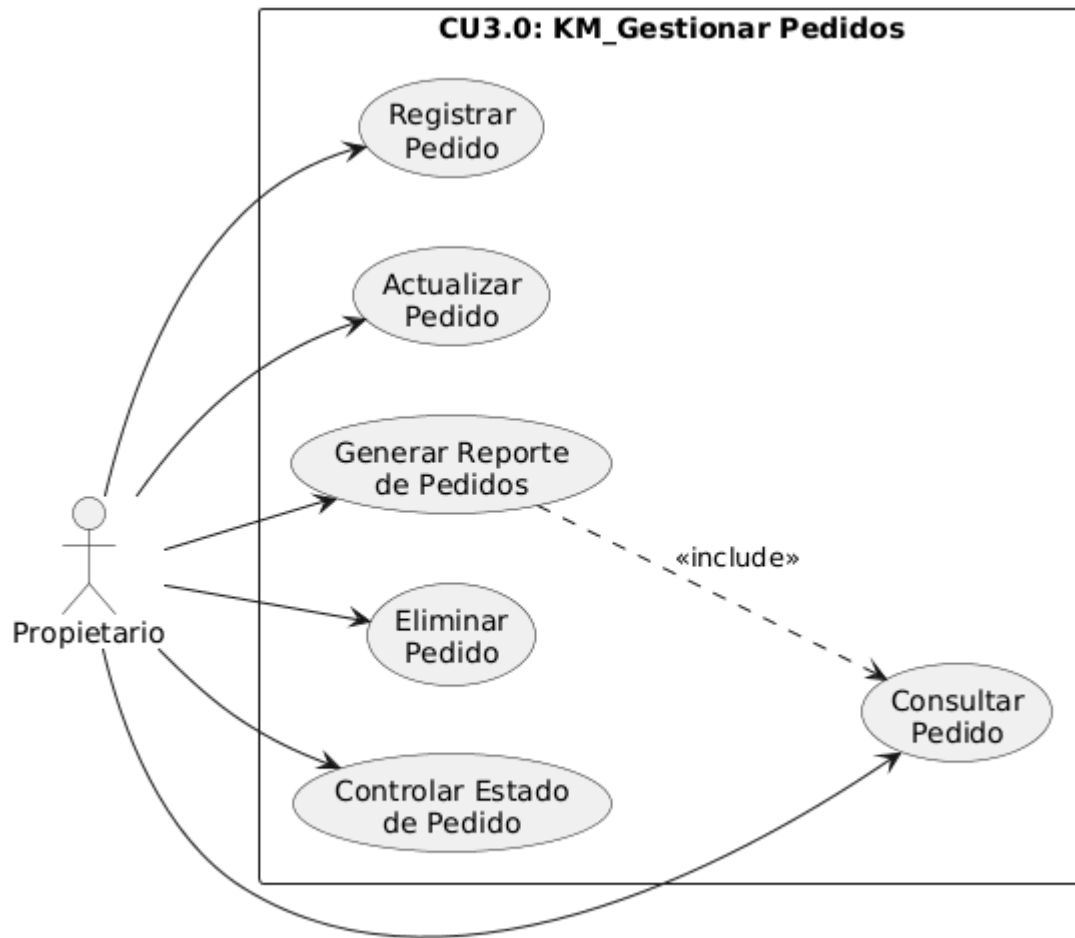 CU3.0: KM_Gestionar Pedidos
Registrar
Pedido
Actualizar
Pedido
Generar Reporte
de Pedidos
«include»
Eliminar
Pedido
Propietario
Consultar
Pedido
Controlar Estado
de Pedido